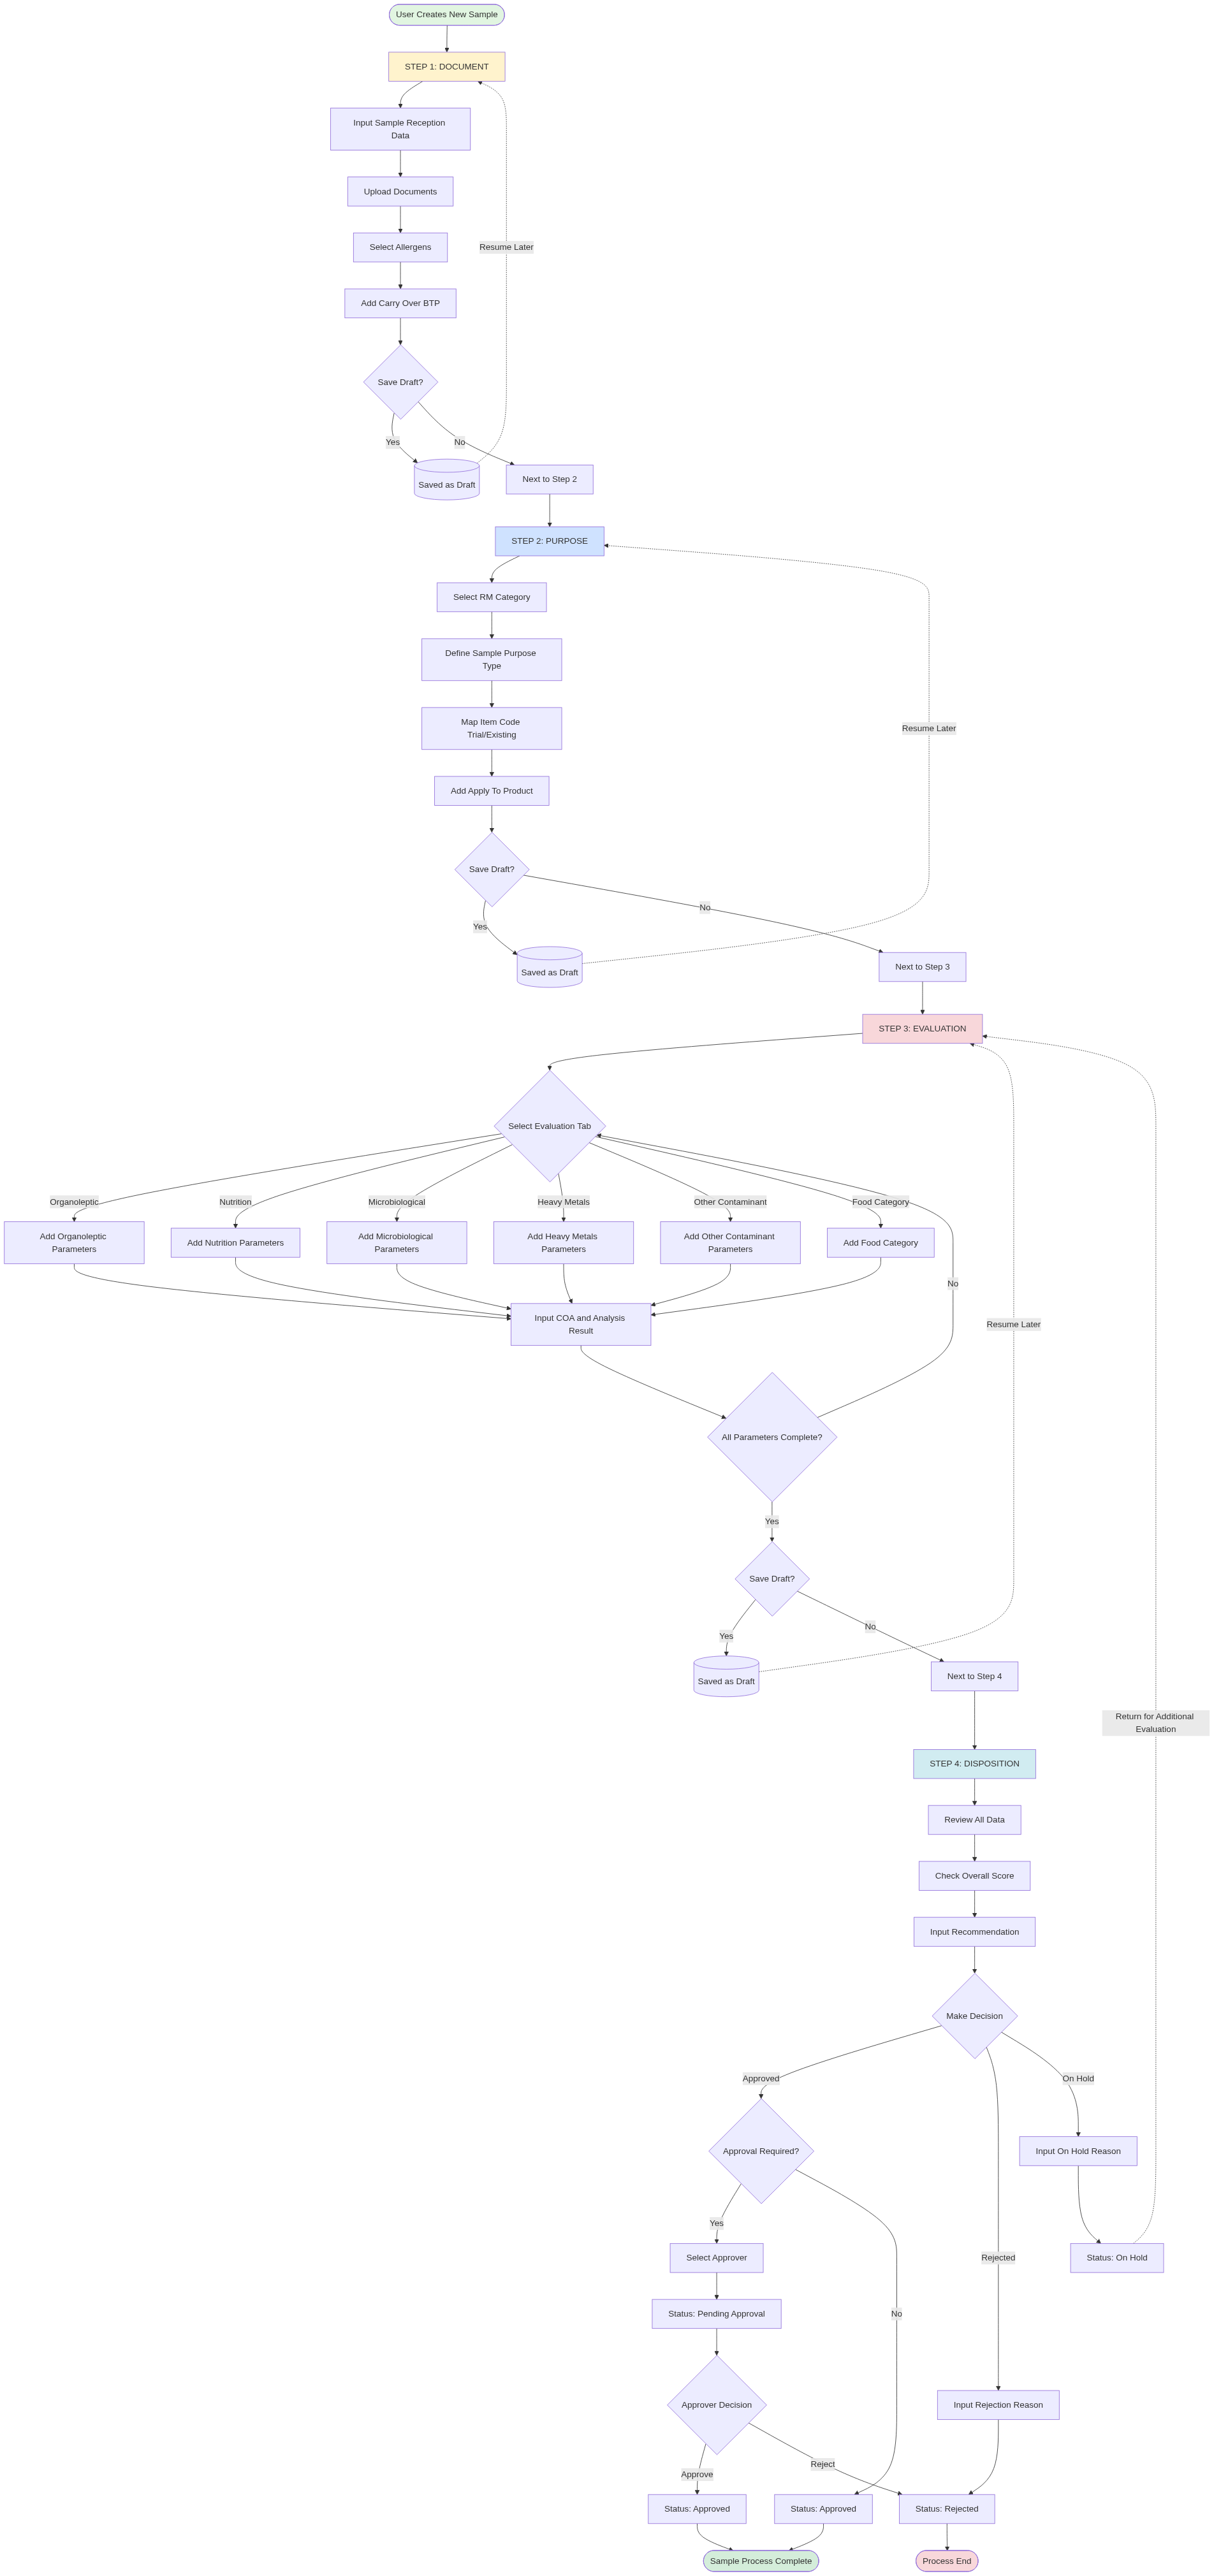 User Creates New Sample
STEP 1: DOCUMENT
Input Sample Reception
Data
Upload Documents
Select Allergens
Resume Later
Add Carry Over BTP
Save Draft?
Yes
No
Saved as Draft
Next to Step 2
STEP 2: PURPOSE
Select RM Category
Define Sample Purpose
Type
Map Item Code
Trial/Existing
Resume Later
Add Apply To Product
Save Draft?
No
Yes
Saved as Draft
Next to Step 3
STEP 3: EVALUATION
Select Evaluation Tab
Organoleptic
Nutrition
Microbiological
Heavy Metals
Other Contaminant
Food Category
Add Organoleptic
Parameters
Add Nutrition Parameters
Add Microbiological
Parameters
Add Heavy Metals
Parameters
Add Other Contaminant
Parameters
Add Food Category
No
Input COA and Analysis
Result
Resume Later
All Parameters Complete?
Yes
Save Draft?
Yes
No
Saved as Draft
Next to Step 4
Return for Additional
Evaluation
STEP 4: DISPOSITION
Review All Data
Check Overall Score
Input Recommendation
Make Decision
Approved
On Hold
Approval Required?
Input On Hold Reason
Yes
Select Approver
Rejected
Status: On Hold
Status: Pending Approval
No
Approver Decision
Input Rejection Reason
Approve
Reject
Status: Approved
Status: Approved
Status: Rejected
Sample Process Complete
Process End